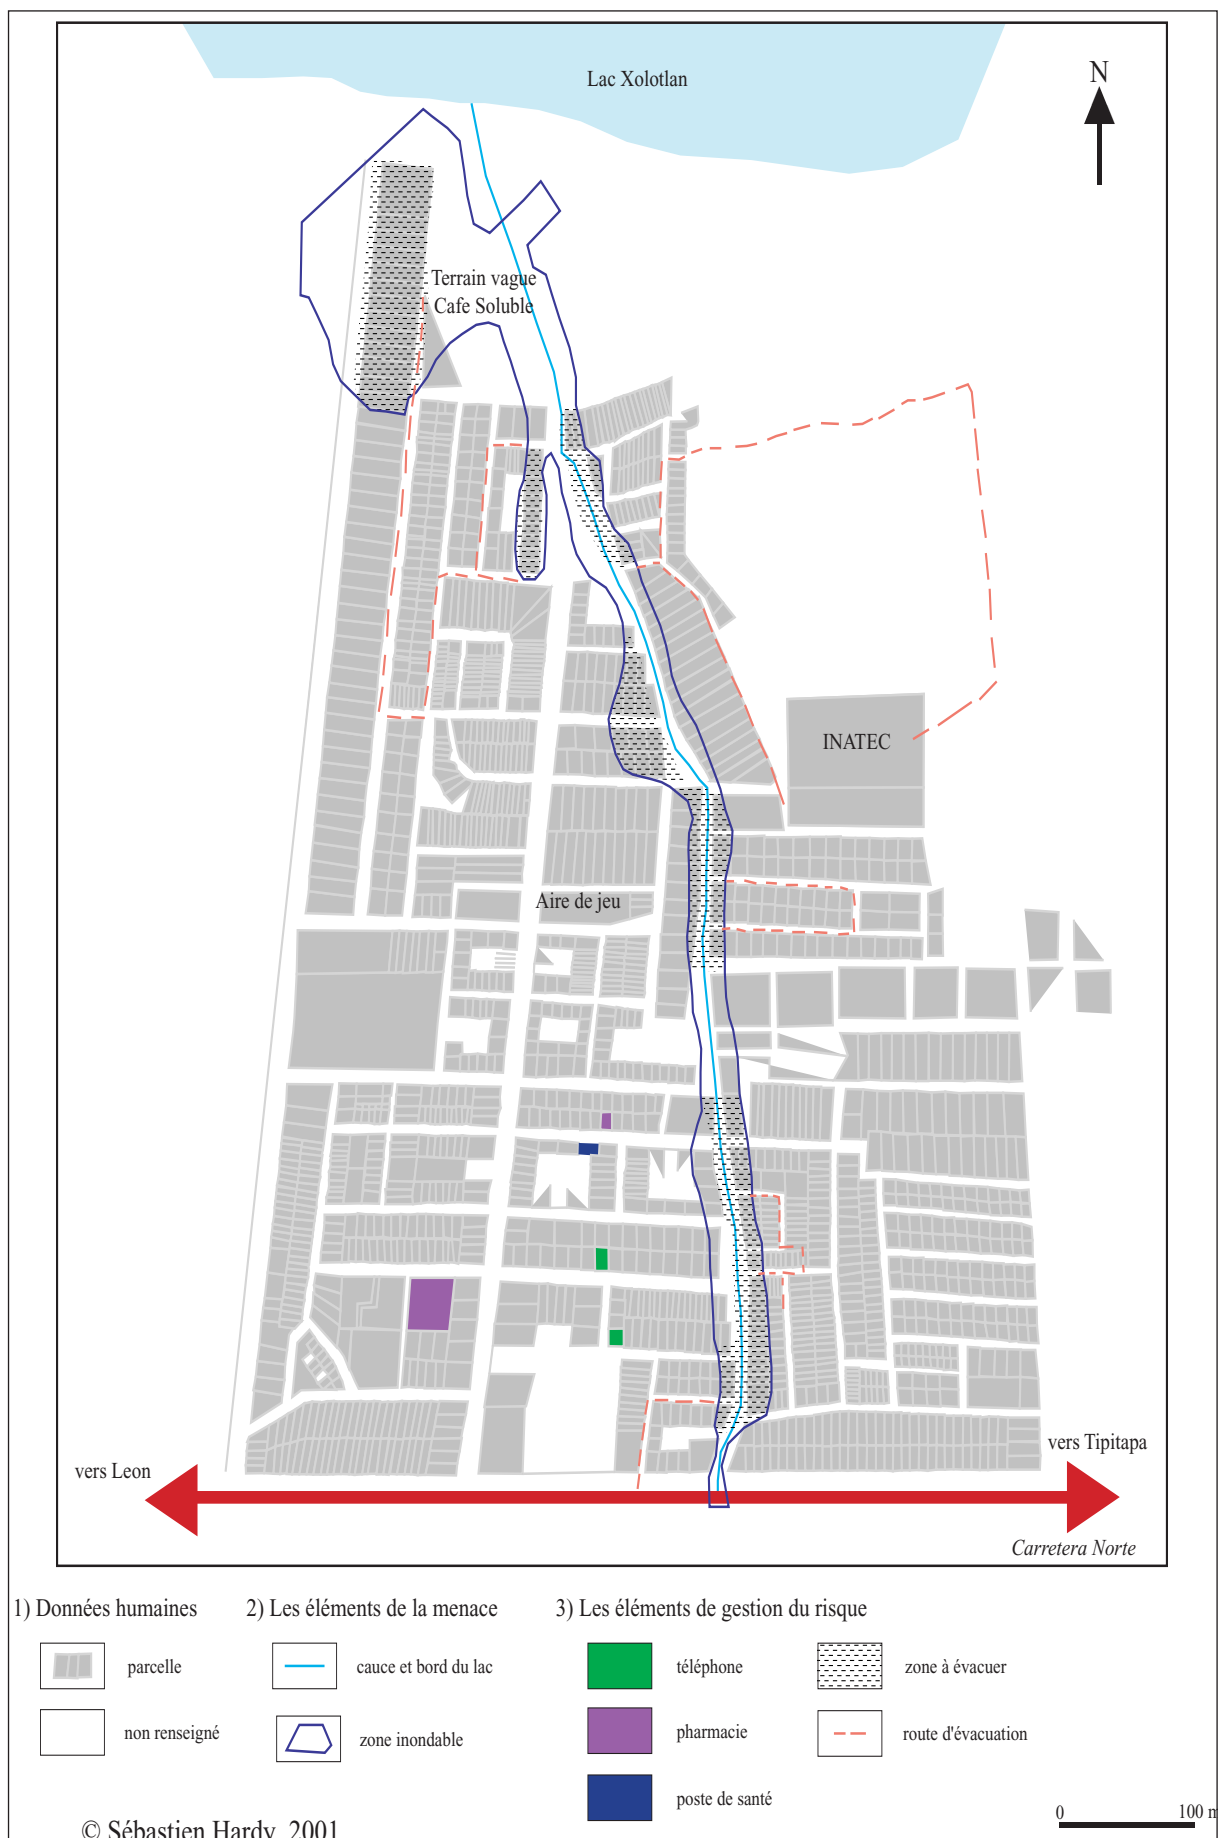 Lac Xolotlan
N
Terrain vague
Cafe Soluble
INATEC
Aire de jeu
vers Leon
vers Tipitapa
Carretera Norte
1) Données humaines
parcelle
non renseigné
2) Les éléments de la menace
cauce et bord du lac
zone inondable
3) Les éléments de gestion du risque
téléphone
pharmacie
poste de santé
zone à évacuer
route d'évacuation
0 100 m
© Sébastien Hardy, 2001